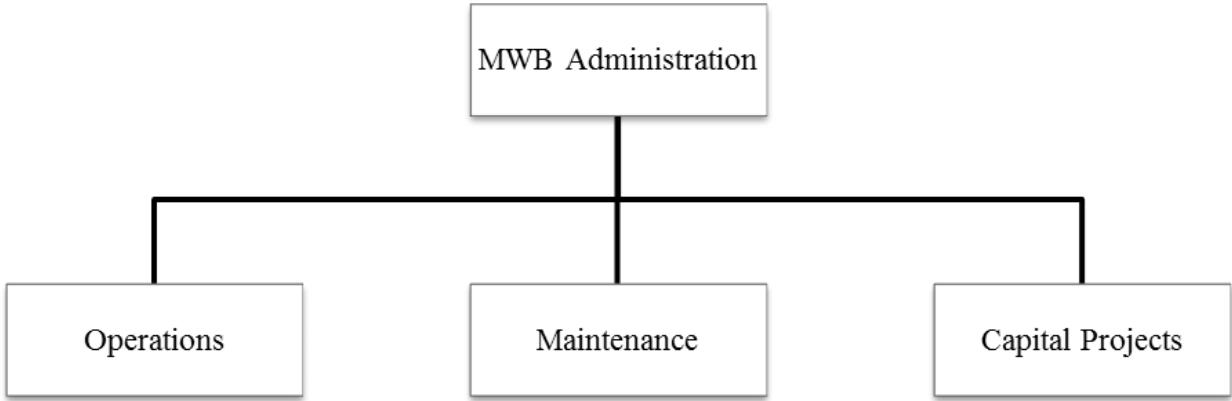 MWB Administration
Operations
Maintenance
Capital Projects